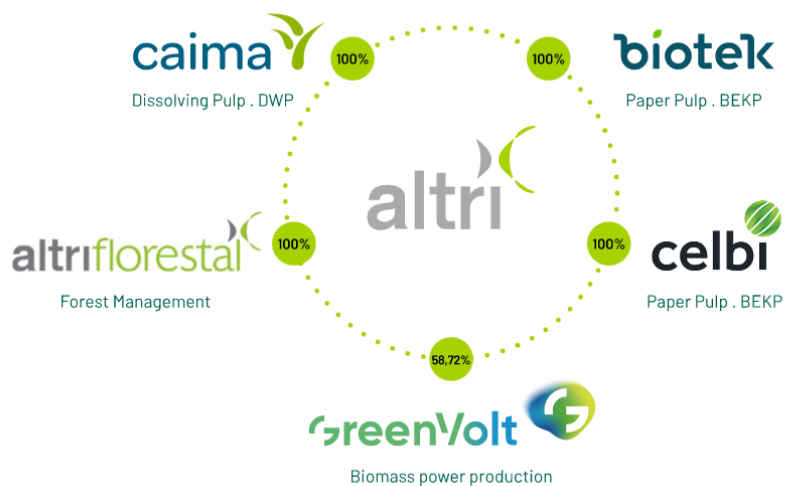 caima
100%
100%
biotek
Dissolving Pulp . DWP
Paper Pulp . BEKP
altri
altriflorestal
100%
100%
celbi
Forest Management
Paper Pulp . BEKP
58,72%
GreenVolt
G
Biomass power production